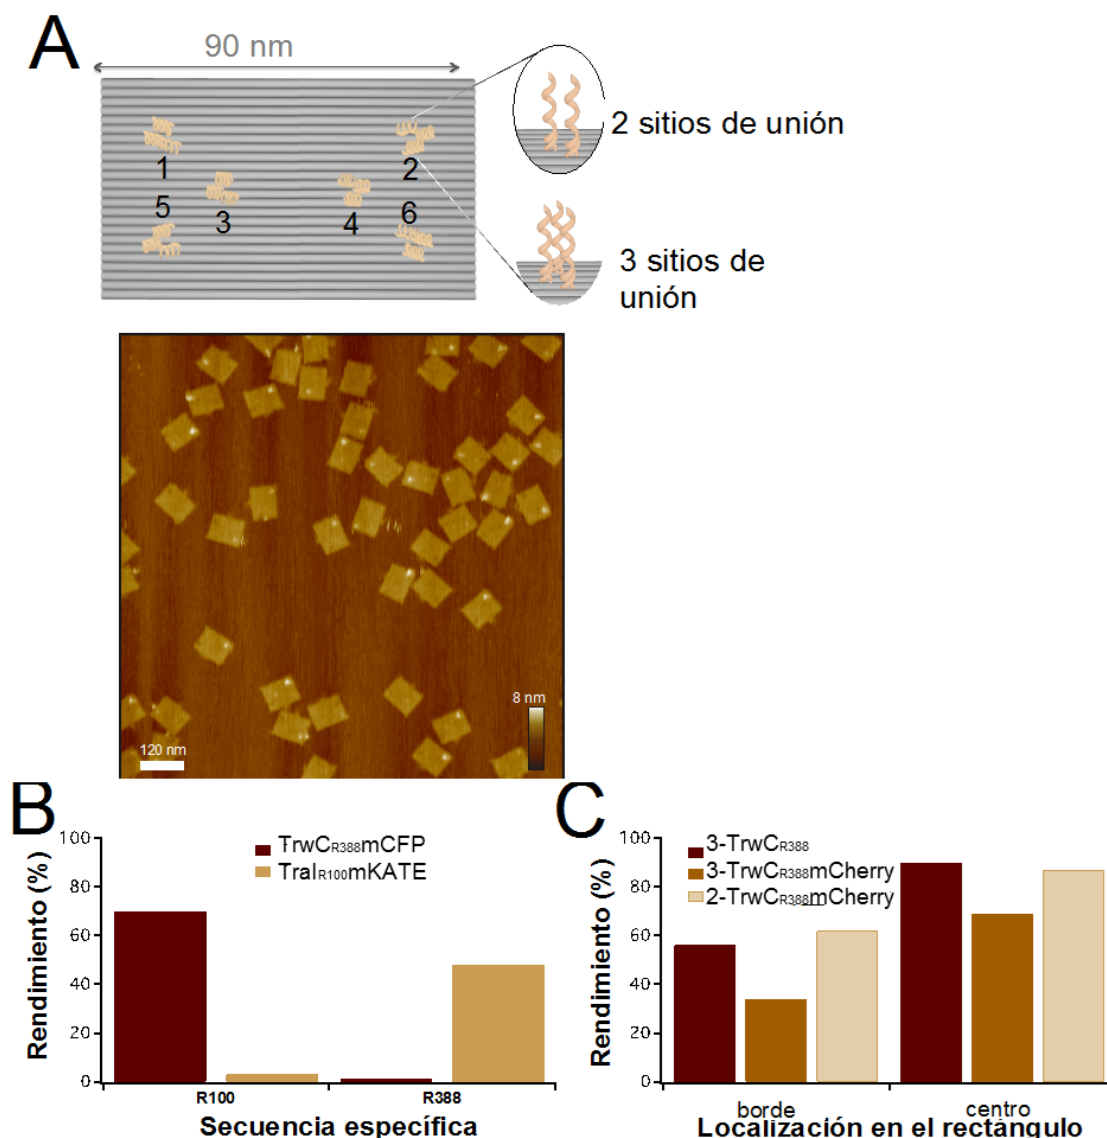 A
90 nm
2 sitios de unión
1
2
5
3
4
6
3 sitios de
unión
8 nm
120 nm
B
C
100
80
60
40
20
0
Rendimiento (%)
TrwCR388mCFP
TraIR100mKATE
R100
R388
Secuencia específica
100
80
60
40
20
0
Rendimiento (%)
3-TrwCR388
3-TrwCR388mCherry
2-TrwCR388mCherry
borde
centro
Localización en el rectángulo